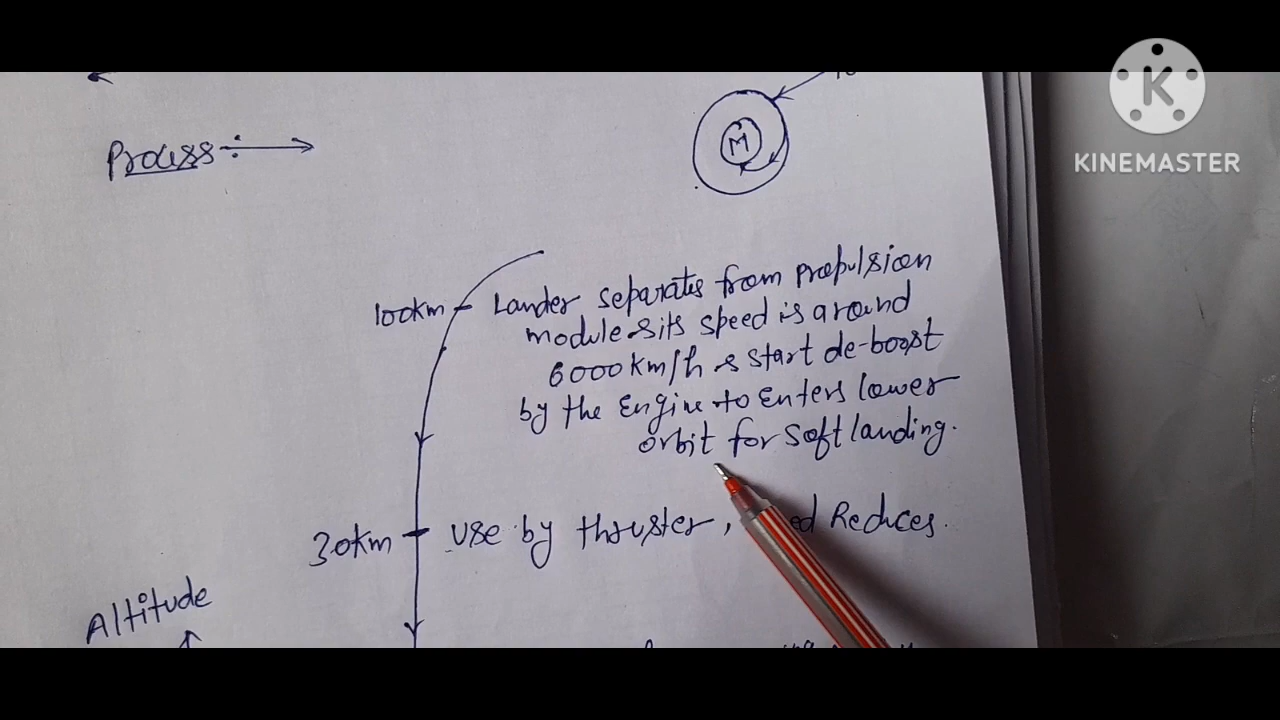 K
KINEMASTER
Process ÷ →
M
100km – Lander separates from propulsion
module & its speed is around
6000 km/h & start de-boost
by the Engine to Enters lower
orbit for soft landing.
30km – use by thruster, Reduces.
Altitude